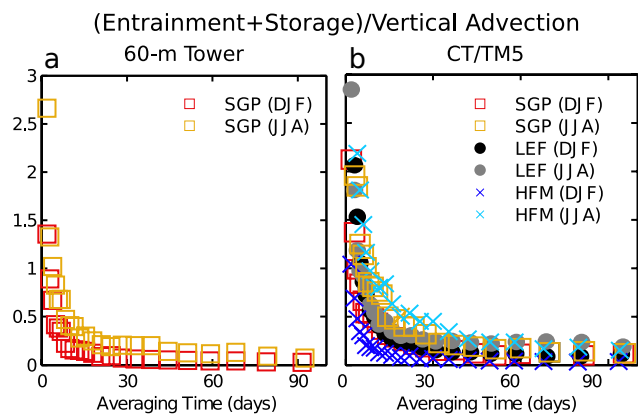 (Entrainment+Storage)/Vertical Advection
a 60-m Tower
b CT/TM5
3
2.5
2
1.5
1
0.5
0
SGP (DJF)
SGP (JJA)
SGP (DJF)
SGP (JJA)
LEF (DJF)
LEF (JJA)
HFM (DJF)
HFM (JJA)
0 30 60 90
0 30 60 90
Averaging Time (days)
Averaging Time (days)